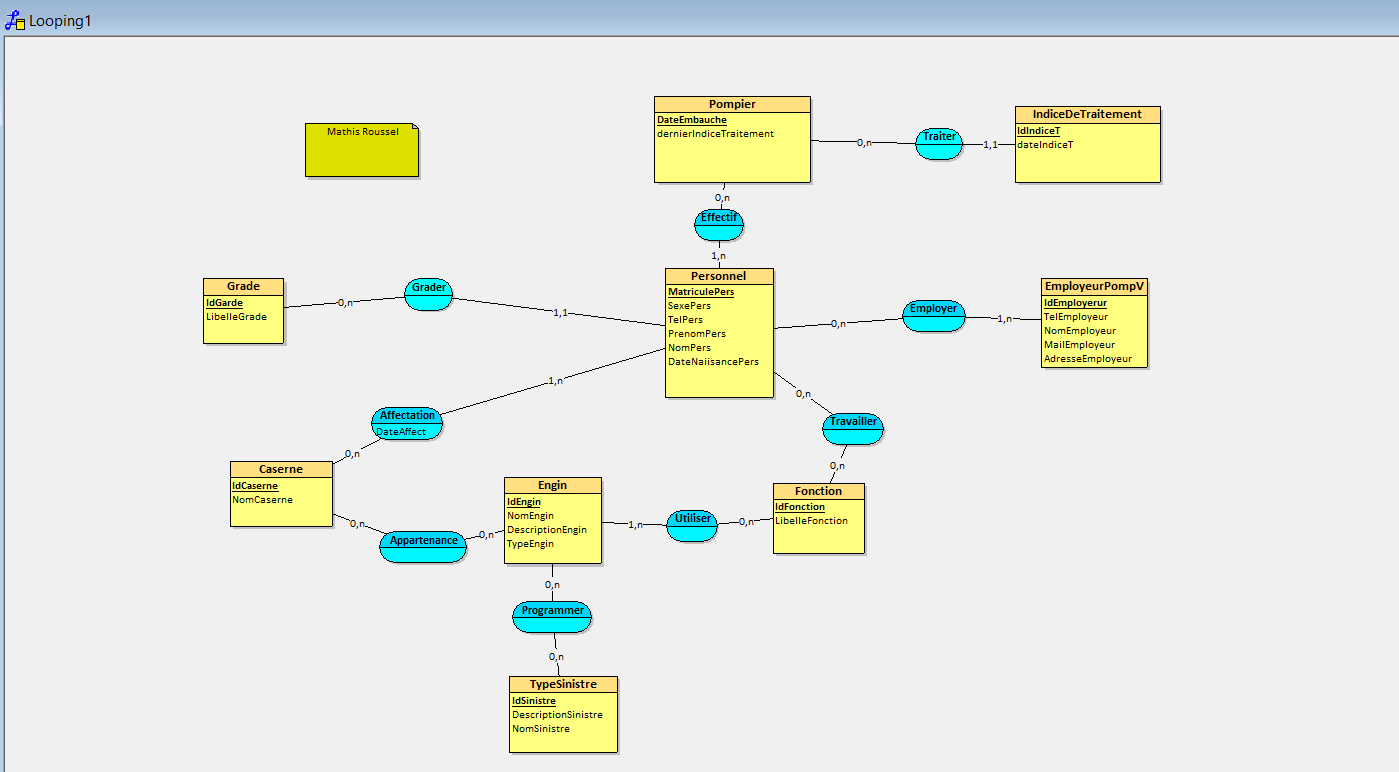 Looping1
Mathis Roussel
Pompier
DateEmbauche
dernierIndiceTraitement
0,n
Traiter
1,1
IndiceDeTraitement
IdIndiceT
dateIndiceT
0,n
Effectif
1,n
Grade
IdGarde
LibelleGrade
0,n
Grader
1,1
Personnel
MatriculePers
SexePers
TelPers
PrenomPers
NomPers
DateNaiisancePers
0,n
Employer
1,n
EmployeurPompV
IdEmployerur
TelEmployeur
NomEmployeur
MailEmployeur
AdresseEmployeur
1,n
Affectation
DateAffect
0,n
0,n
Travailler
0,n
Caserne
IdCaserne
NomCaserne
0,n
Appartenance
0,n
Engin
IdEngin
NomEngin
DescriptionEngin
TypeEngin
1,n
Utiliser
0,n
Fonction
IdFonction
LibelleFonction
0,n
Programmer
0,n
TypeSinistre
IdSinistre
DescriptionSinistre
NomSinistre